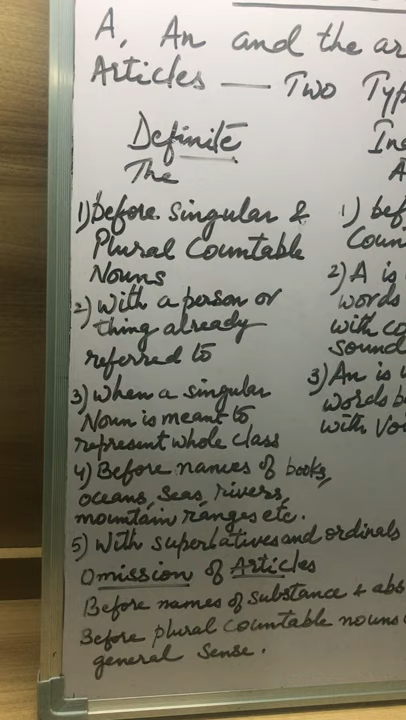 A, An and the ar
Articles — Two Typ
Definite
The
1) before singular &
Plural Countable
Nouns
2) with a person or
thing already
referred to
3) when a singular
Noun is meant to
represent whole class
4) Before names of books,
oceans, seas, rivers,
mountain ranges etc.
5) With superlatives and ordinals
In
A
1) bef
Coun
2) A is
words
with co
sound
3) An is u
words b
with Vo
Omission of Articles
Before names of substance + abs
Before plural countable nouns
general sense.